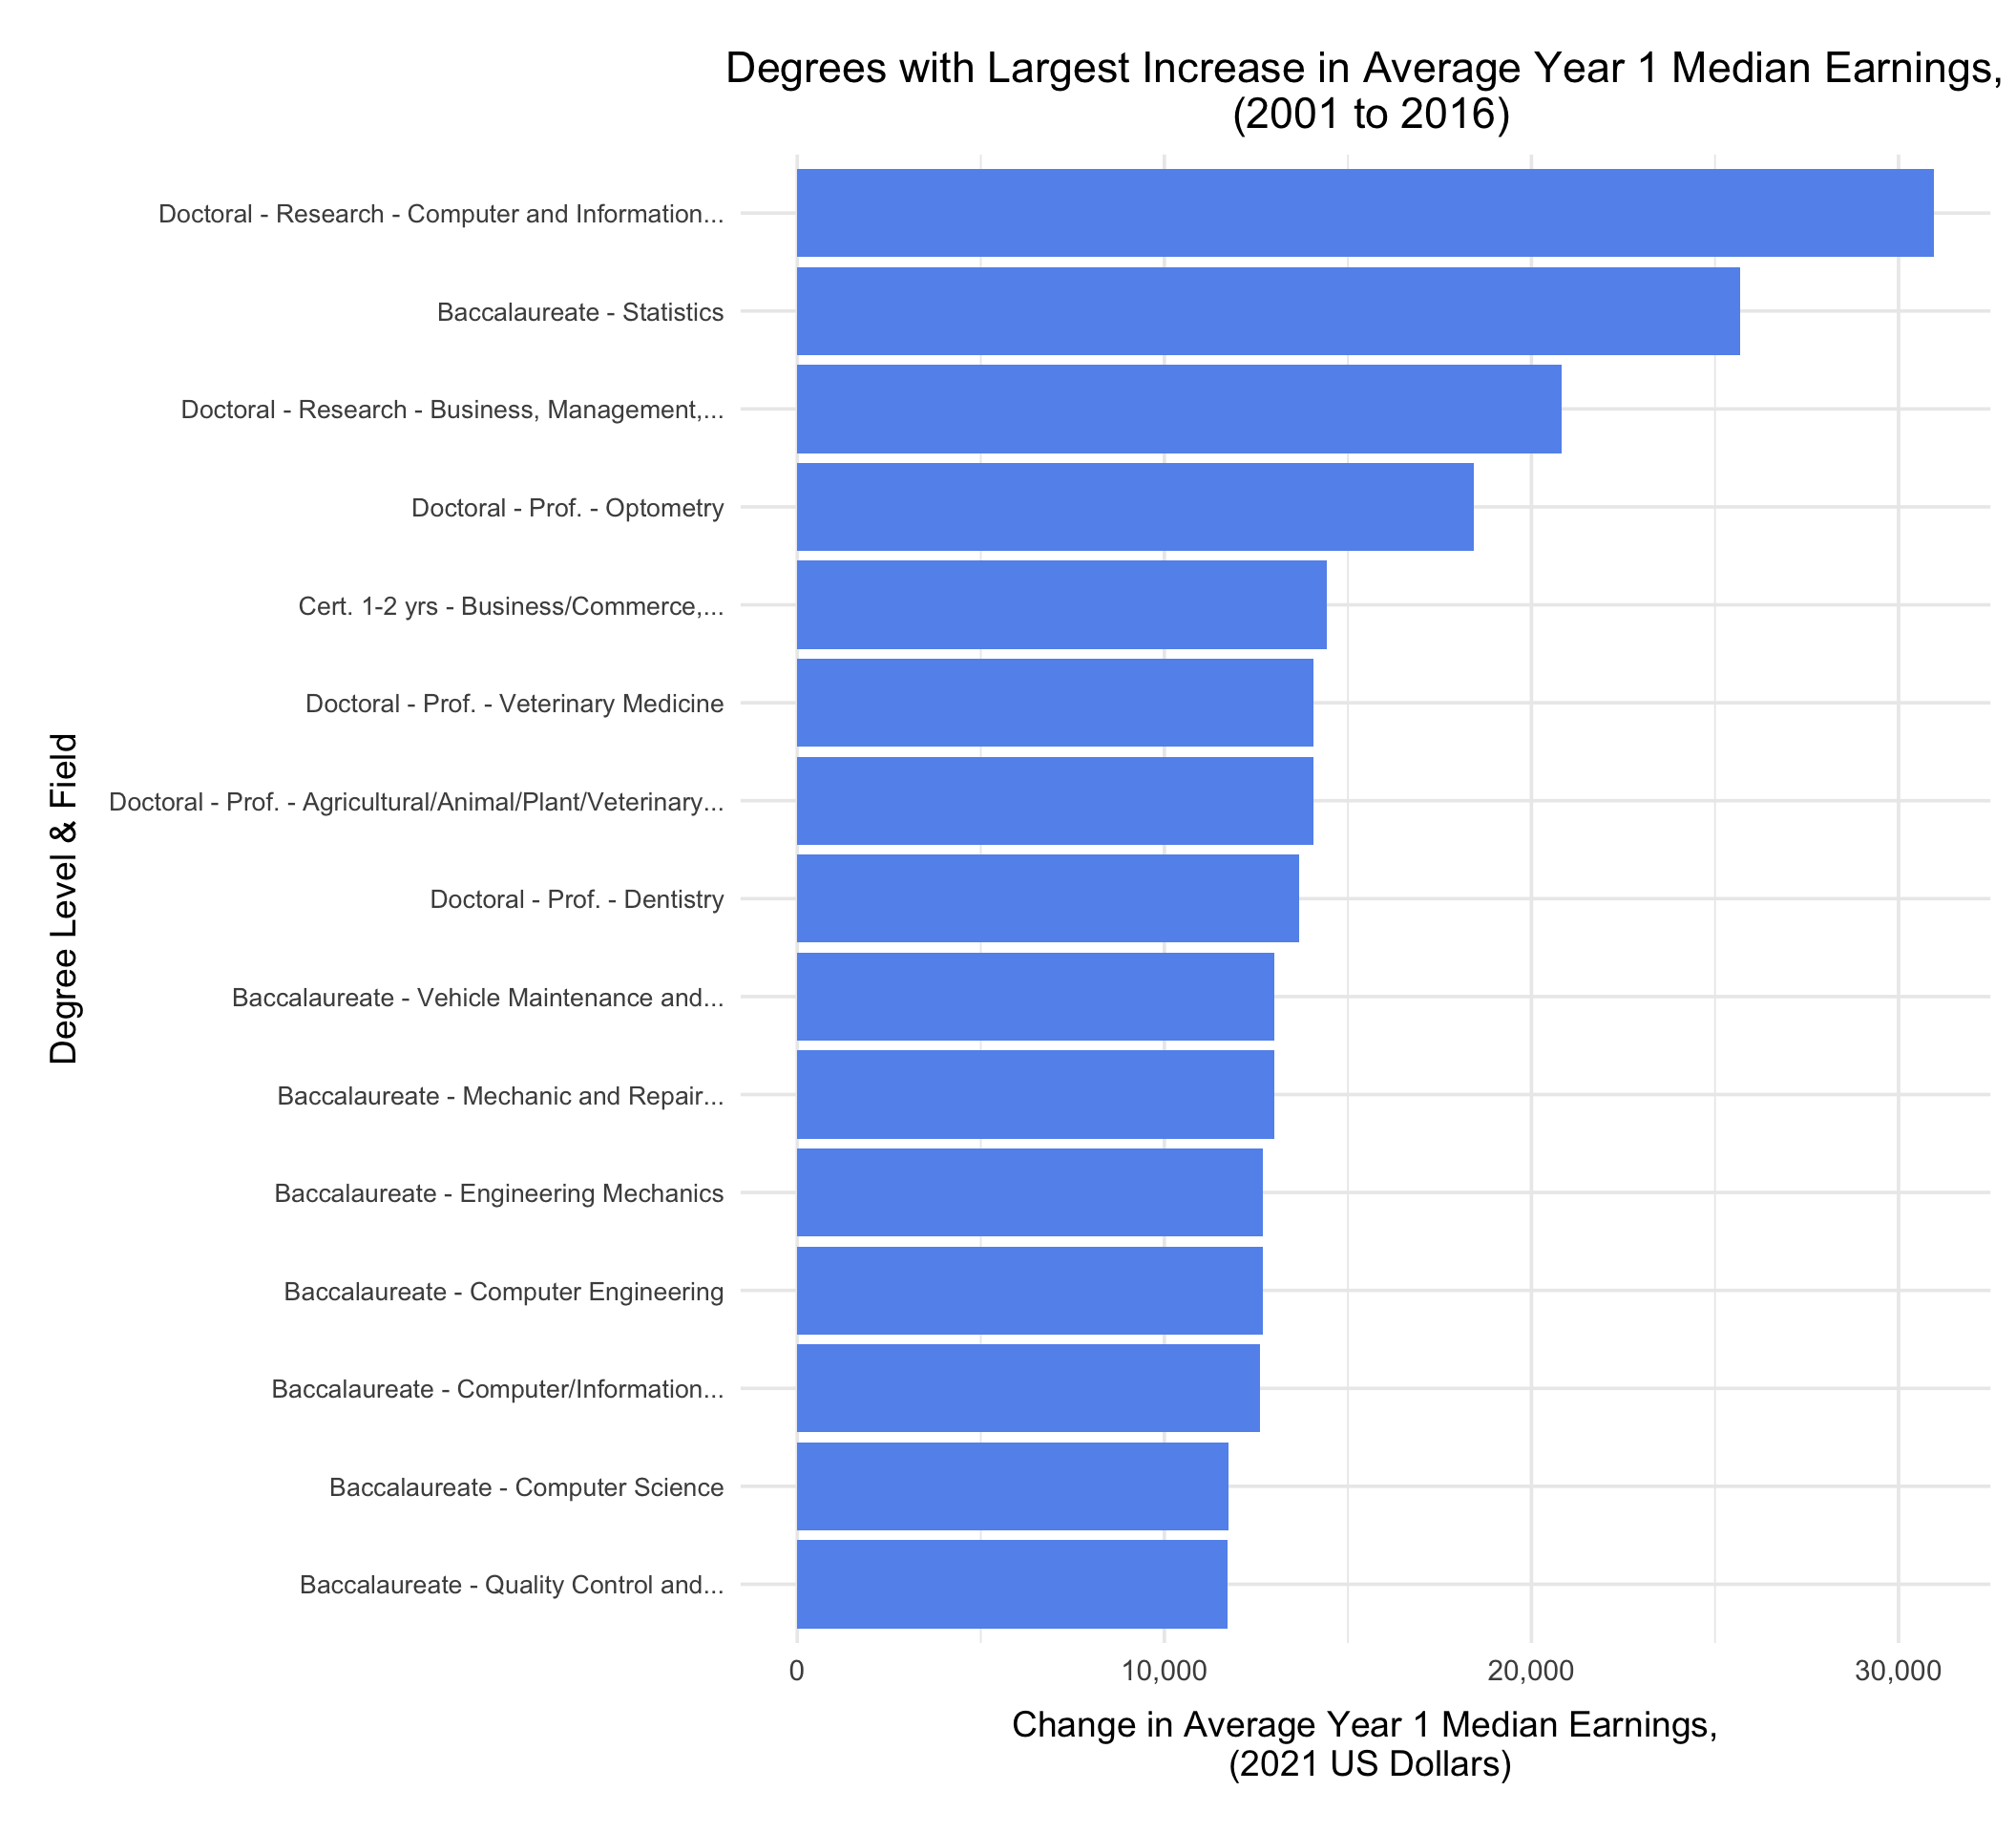 Degrees with Largest Increase in Average Year 1 Median Earnings,
(2001 to 2016)
Degree Level & Field
Doctoral - Research - Computer and Information...
Baccalaureate - Statistics
Doctoral - Research - Business, Management,...
Doctoral - Prof. - Optometry
Cert. 1-2 yrs - Business/Commerce,...
Doctoral - Prof. - Veterinary Medicine
Doctoral - Prof. - Agricultural/Animal/Plant/Veterinary...
Doctoral - Prof. - Dentistry
Baccalaureate - Vehicle Maintenance and...
Baccalaureate - Mechanic and Repair...
Baccalaureate - Engineering Mechanics
Baccalaureate - Computer Engineering
Baccalaureate - Computer/Information...
Baccalaureate - Computer Science
Baccalaureate - Quality Control and...
0 10,000 20,000 30,000
Change in Average Year 1 Median Earnings,
(2021 US Dollars)